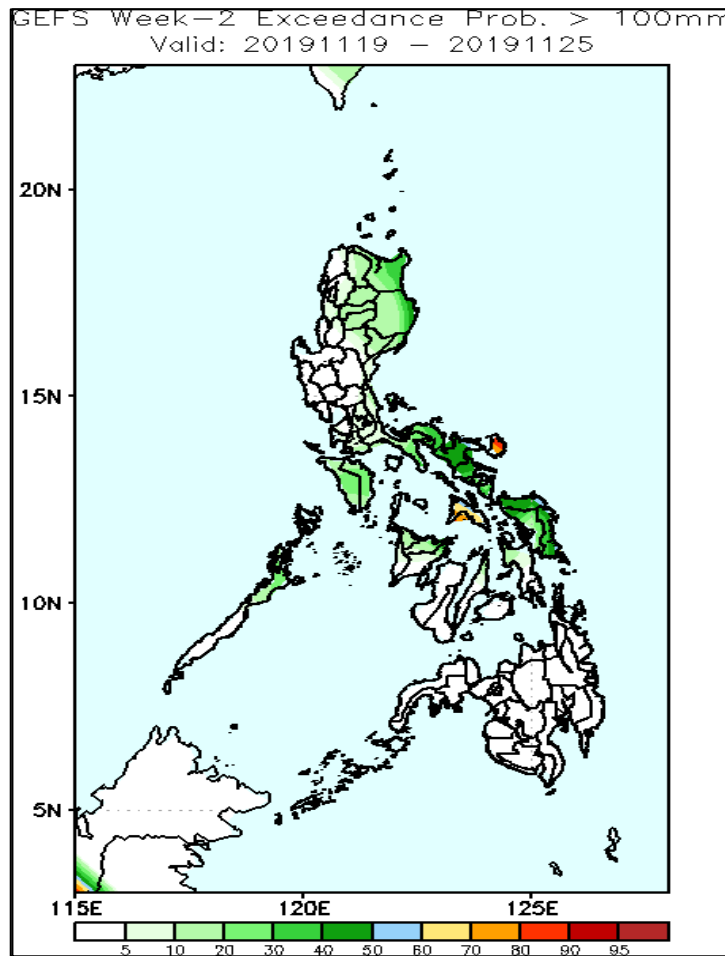 GEFS Week-2 Exceedance Prob. > 100mm
Valid: 20191119 - 20191125
20N
15N
10N
5N
115E 120E 125E
5 10 20 30 40 50 60 70 80 90 95